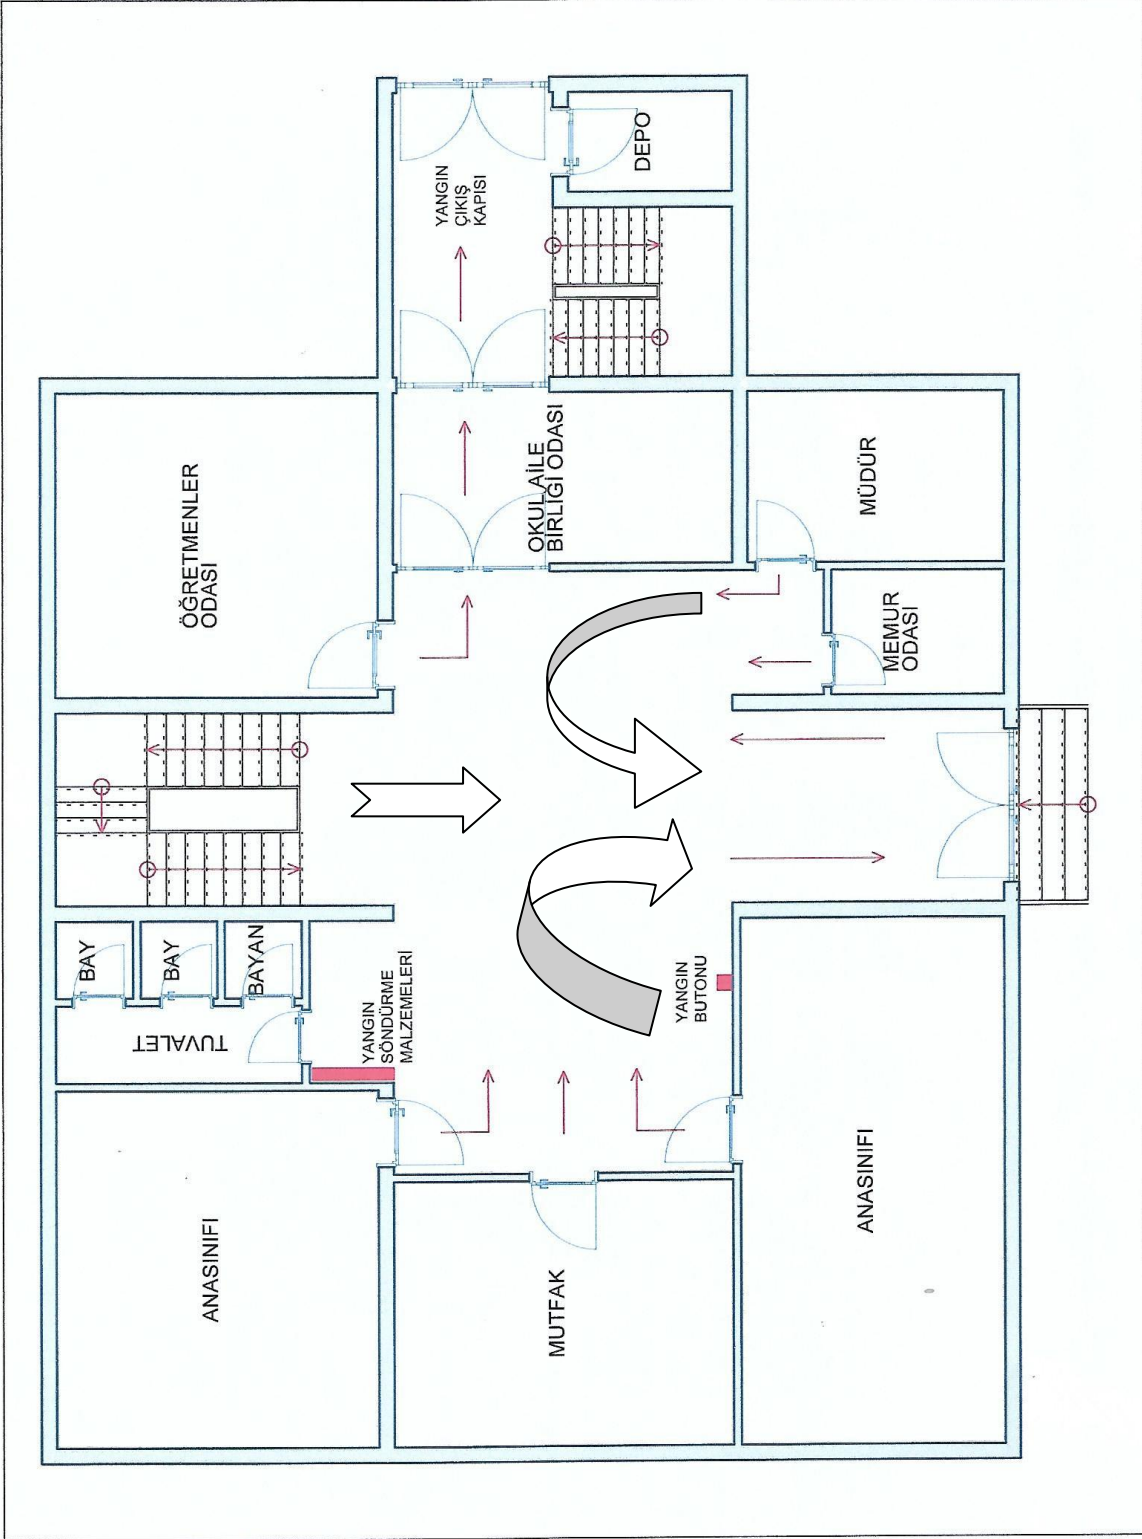 YANGIN
ÇIKIŞ
KAPISI
DEPO
ÖĞRETMENLER
ODASI
OKUL AİLE
BİRLİĞİ ODASI
MÜDÜR
MEMUR
ODASI
BAY
BAY
BAYAN
TUVALET
YANGIN
SÖNDÜRME
MALZEMELERİ
YANGIN
BUTONU
ANASINIFI
MUTFAK
ANASINIFI